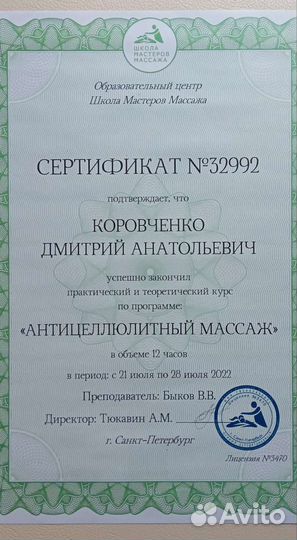 ШКОЛА
МАСТЕРОВ
МАССАЖА
Образовательный центр
Школа Мастеров Массажа
СЕРТИФИКАТ №32992
подтверждает, что
КОРОВЧЕНКО
ДМИТРИЙ АНАТОЛЬЕВИЧ
успешно закончил
практический и теоретический курс
по программе:
«АНТИЦЕЛЛЮЛИТНЫЙ МАССАЖ»
в объеме 12 часов
в период: с 21 июля по 28 июля 2022
Преподаватель: Быков В.В.
Директор: Тюкавин А.М.
г. Санкт-Петербург
Лицензия №3470
Avito